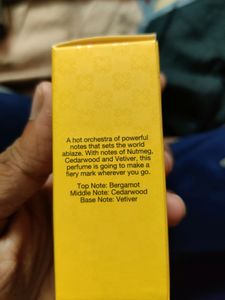 A hot orchestra of powerful
notes that sets the world
ablaze. With notes of Nutmeg,
Cedarwood and Vetiver, this
perfume is going to make a
fiery mark wherever you go.
Top Note: Bergamot
Middle Note: Cedarwood
Base Note: Vetiver